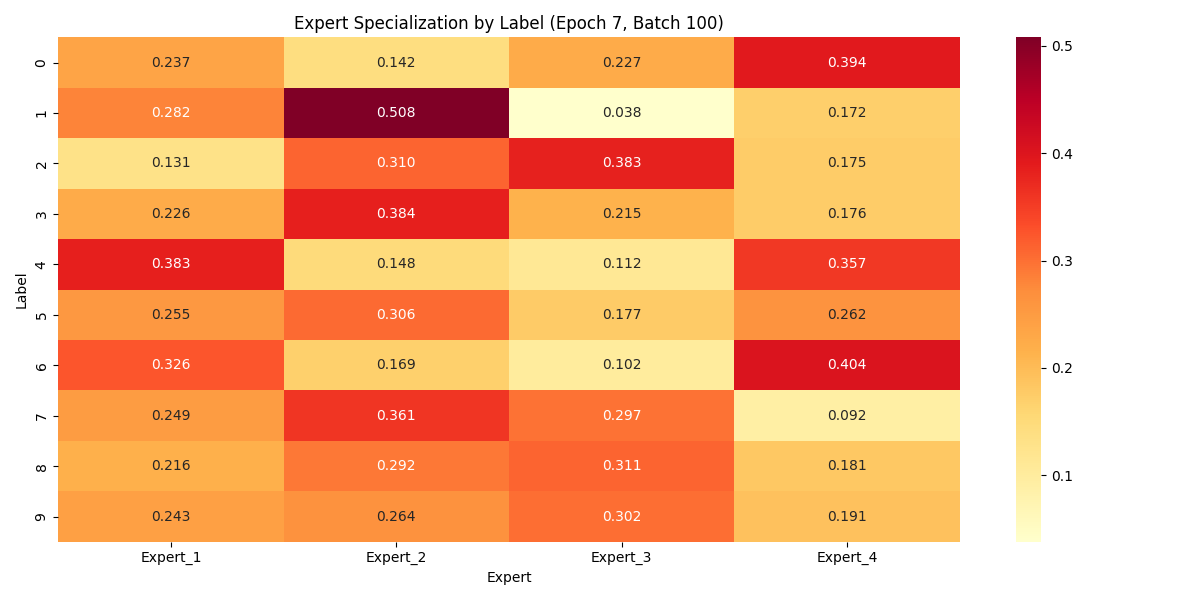 Expert Specialization by Label (Epoch 7, Batch 100)
Label
0 0.237 0.142 0.227 0.394
1 0.282 0.508 0.038 0.172
2 0.131 0.310 0.383 0.175
3 0.226 0.384 0.215 0.176
4 0.383 0.148 0.112 0.357
5 0.255 0.306 0.177 0.262
6 0.326 0.169 0.102 0.404
7 0.249 0.361 0.297 0.092
8 0.216 0.292 0.311 0.181
9 0.243 0.264 0.302 0.191
Expert_1 Expert_2 Expert_3 Expert_4
Expert
0.5
0.4
0.3
0.2
0.1